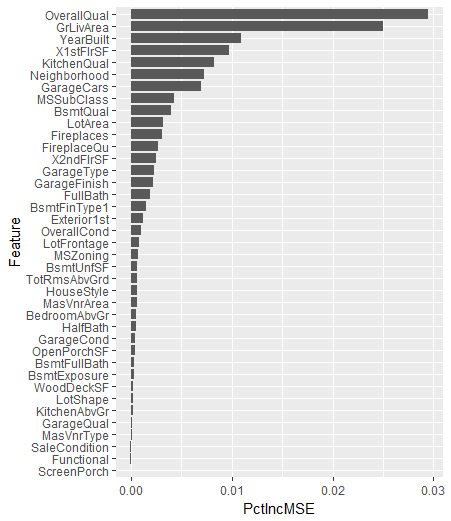 OverallQual
GrLivArea
YearBuilt
X1stFlrSF
KitchenQual
Neighborhood
GarageCars
MSSubClass
BsmtQual
LotArea
Fireplaces
FireplaceQu
X2ndFlrSF
GarageType
GarageFinish
FullBath
BsmtFinType1
Exterior1st
OverallCond
LotFrontage
MSZoning
BsmtUnfSF
TotRmsAbvGrd
HouseStyle
MasVnrArea
BedroomAbvGr
HalfBath
GarageCond
OpenPorchSF
BsmtFullBath
BsmtExposure
WoodDeckSF
LotShape
KitchenAbvGr
GarageQual
MasVnrType
SaleCondition
Functional
ScreenPorch
Feature
0.00 0.01 0.02 0.03
PctIncMSE